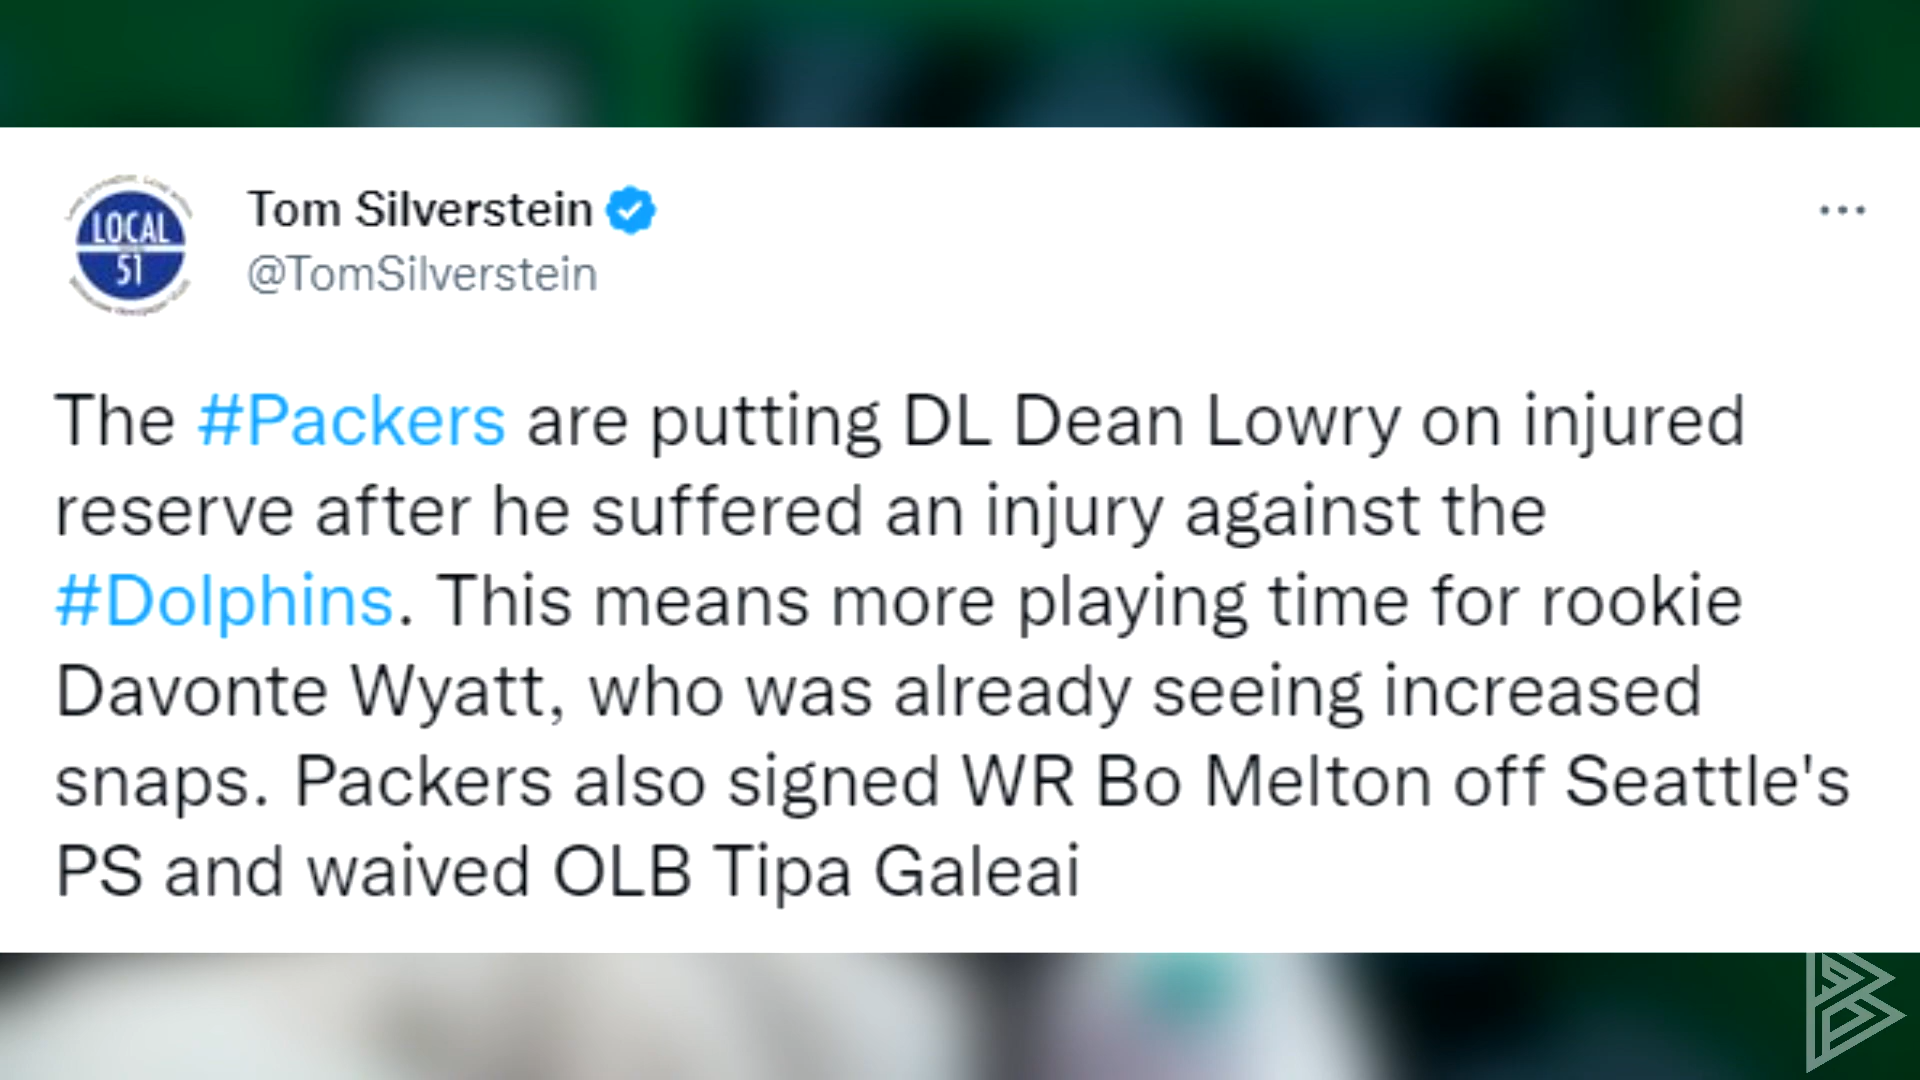 Tom Silverstein
@TomSilverstein
LOCAL
51
The #Packers are putting DL Dean Lowry on injured
reserve after he suffered an injury against the
#Dolphins. This means more playing time for rookie
Davonte Wyatt, who was already seeing increased
snaps. Packers also signed WR Bo Melton off Seattle's
PS and waived OLB Tipa Galeai